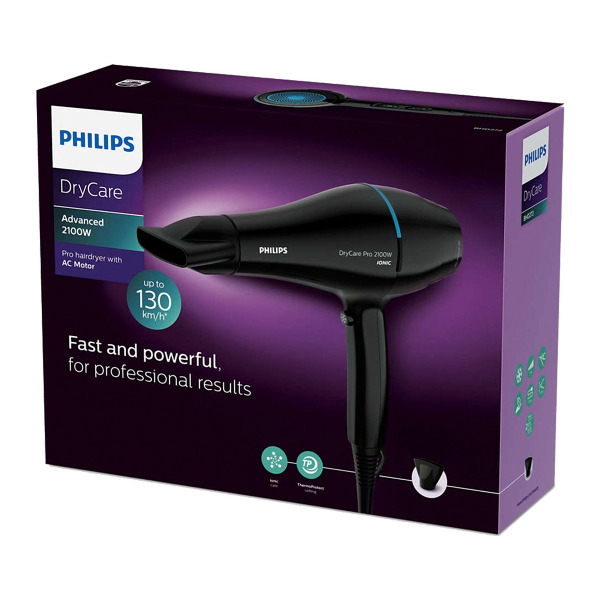 PHILIPS
DryCare
Advanced
2100W
Pro hairdryer with
AC Motor
up to
130
km/h*
Fast and powerful,
for professional results
PHILIPS
DryCare Pro 2100W
IONIC
Ionic
care
TP
ThermoProtect
setting
PHILIPS
DryCare